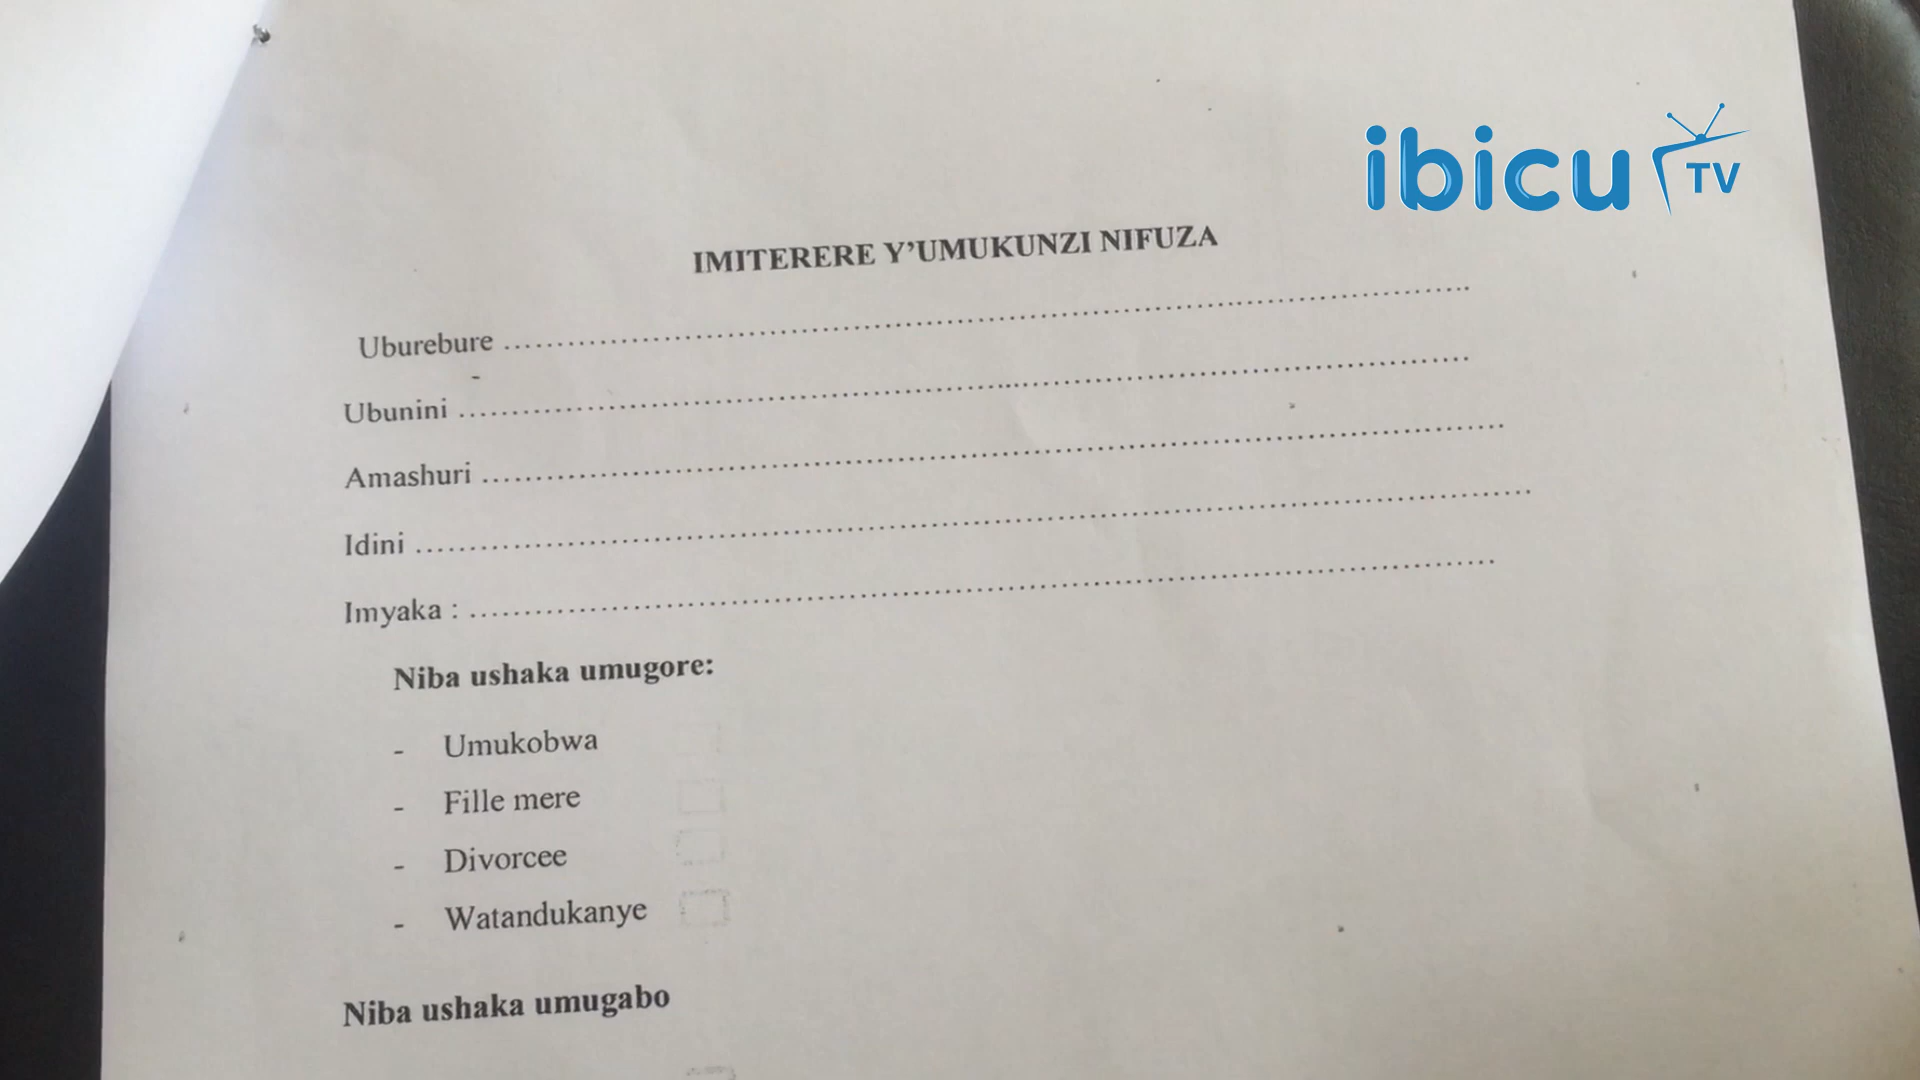 ibicu TV
IMITERERE Y'UMUKUNZI NIFUZA
Uburebure ..........................................................................................
Ubunini ..........................................................................................
Amashuri ..........................................................................................
Idini ..........................................................................................
Imyaka : ..........................................................................................
Niba ushaka umugore:
- Umukobwa
- Fille mere
- Divorcee
- Watandukanye
Niba ushaka umugabo